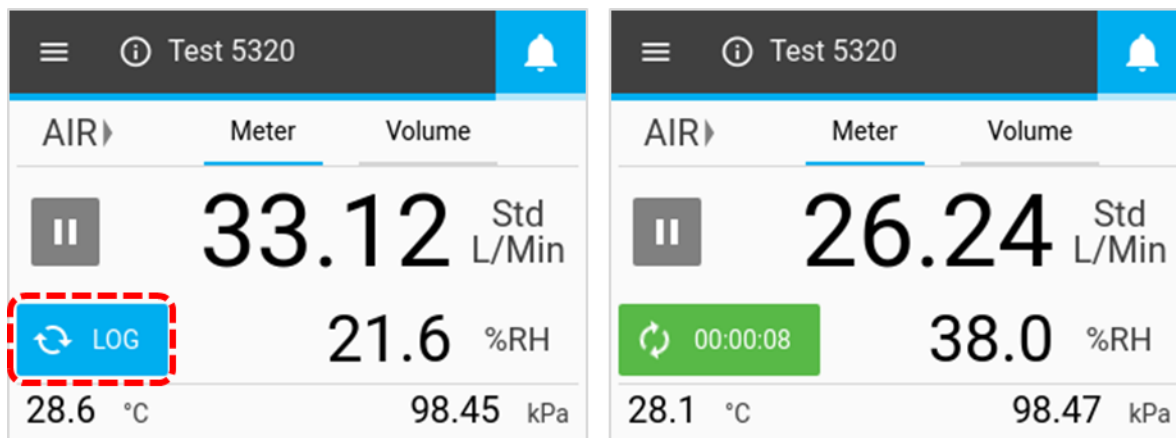 Test 5320
AIR Meter Volume
33.12 Std L/Min
LOG 21.6 %RH
28.6 °C 98.45 kPa
Test 5320
AIR Meter Volume
26.24 Std L/Min
00:00:08 38.0 %RH
28.1 °C 98.47 kPa